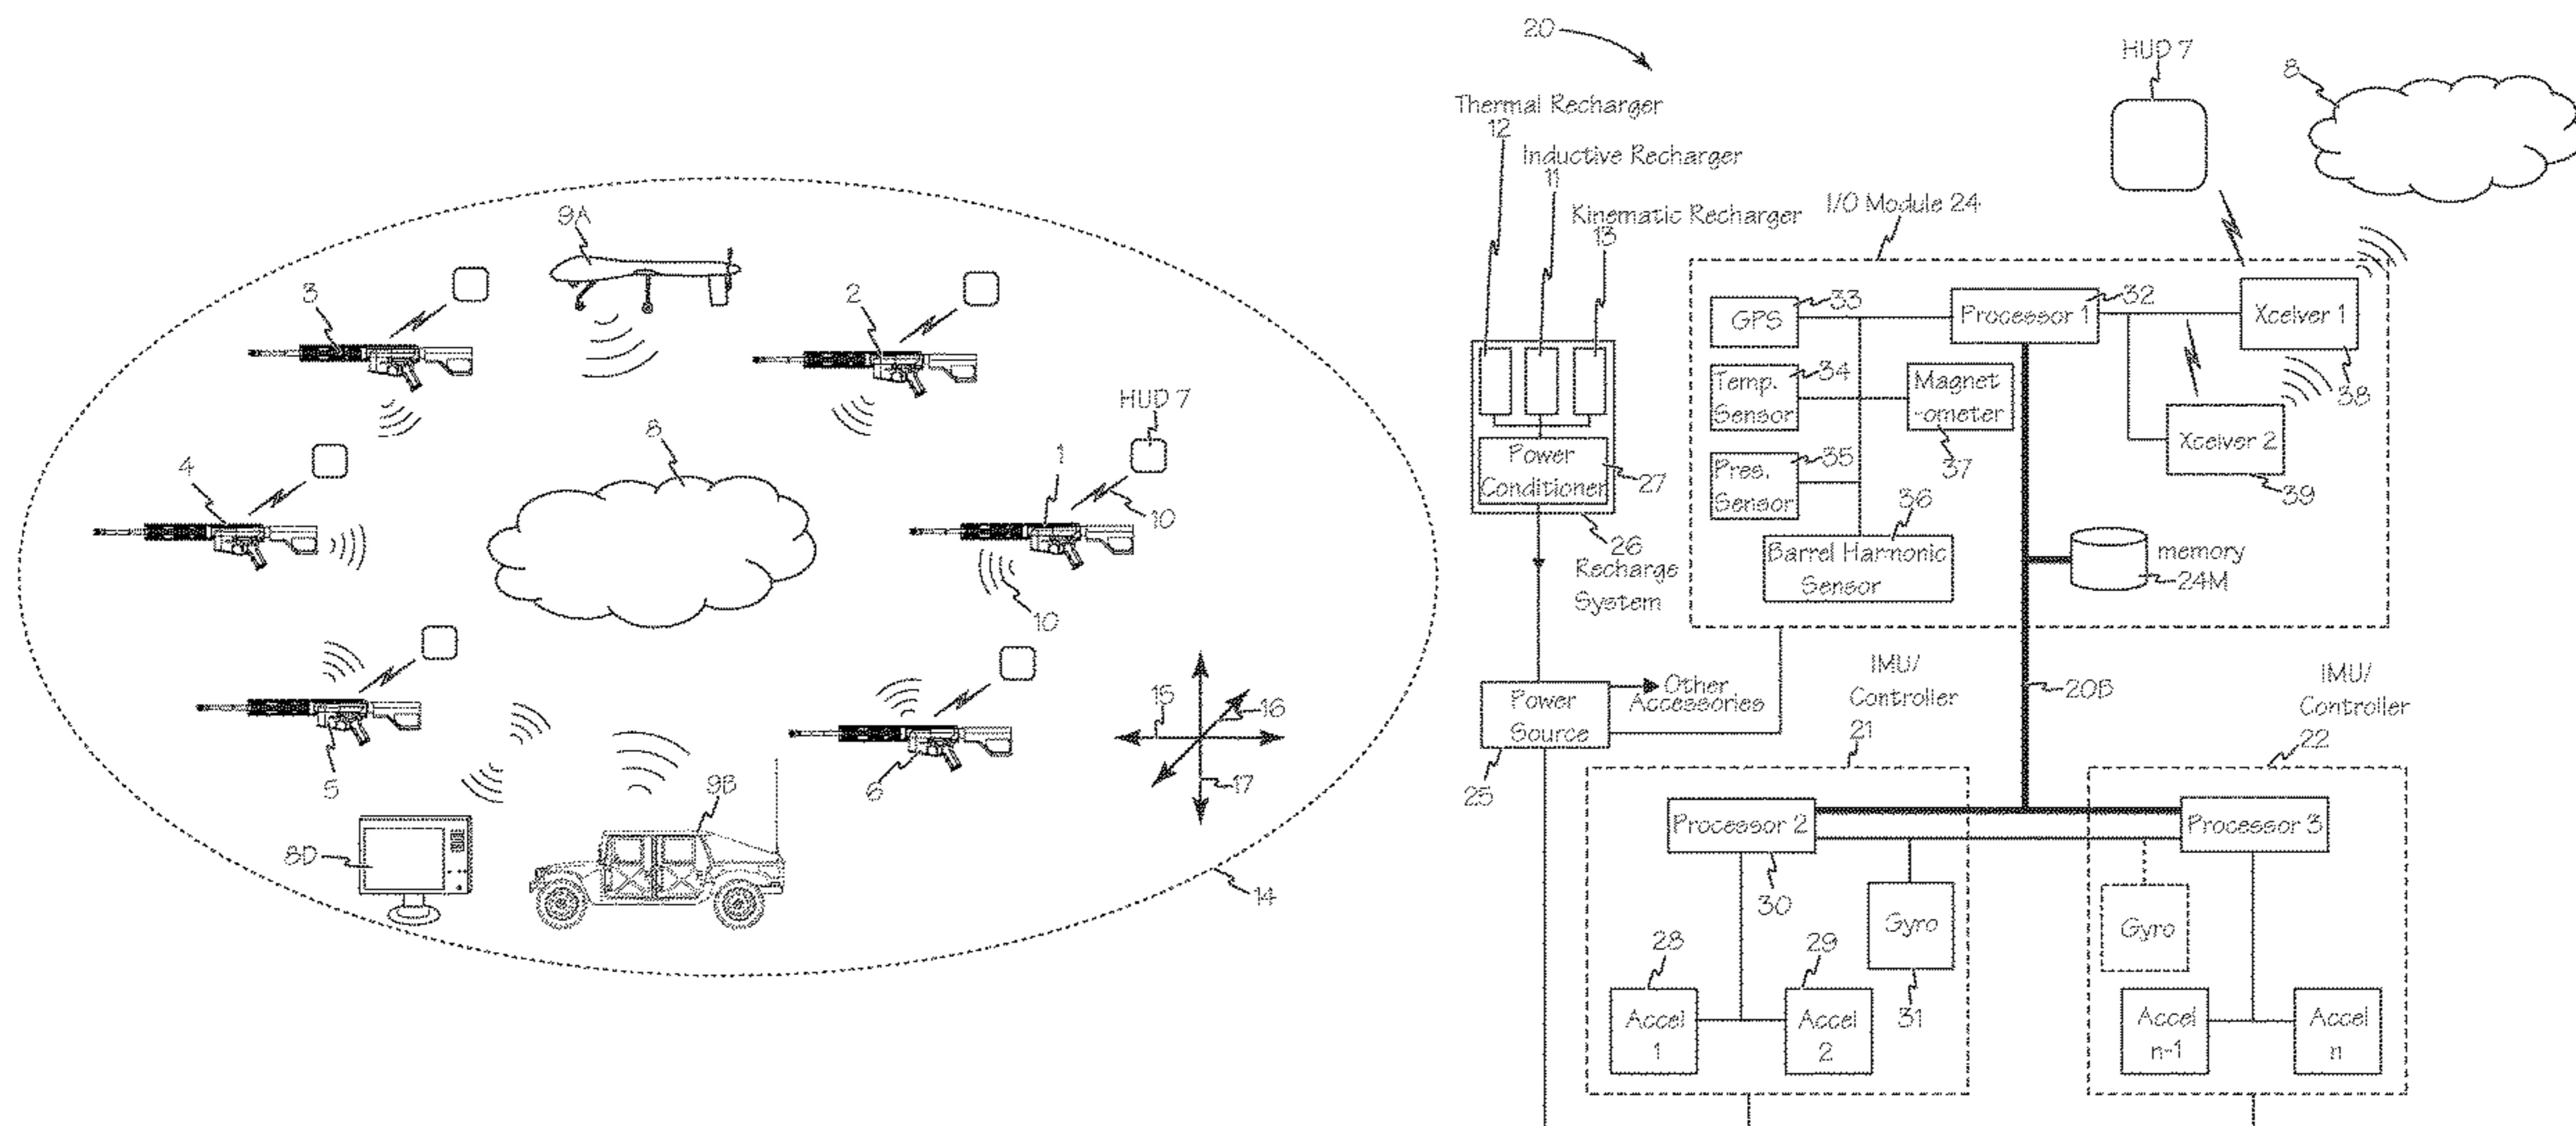 9A
3
2
HUD 7
8
4
1
10
10
15
16
17
5
6
9B
8D
14
20
HUD 7
8
Thermal Recharger
12
Inductive Recharger
11
Kinematic Recharger
13
I/O Module 24
GPS
33
Processor 1
32
Xceiver 1
38
Temp.
Sensor
34
Magnet
-ometer
37
Xceiver 2
39
Pres.
Sensor
35
36
Barrel Harmonic
Sensor
Power
Conditioner
27
26
Recharge
System
memory
24M
20B
Power
Source
25
Other
Accessories
IMU/
Controller
21
IMU/
Controller
22
Processor 2
30
Processor 3
Gyro
31
Gyro
28
29
Accel
1
Accel
2
Accel
n-1
Accel
n